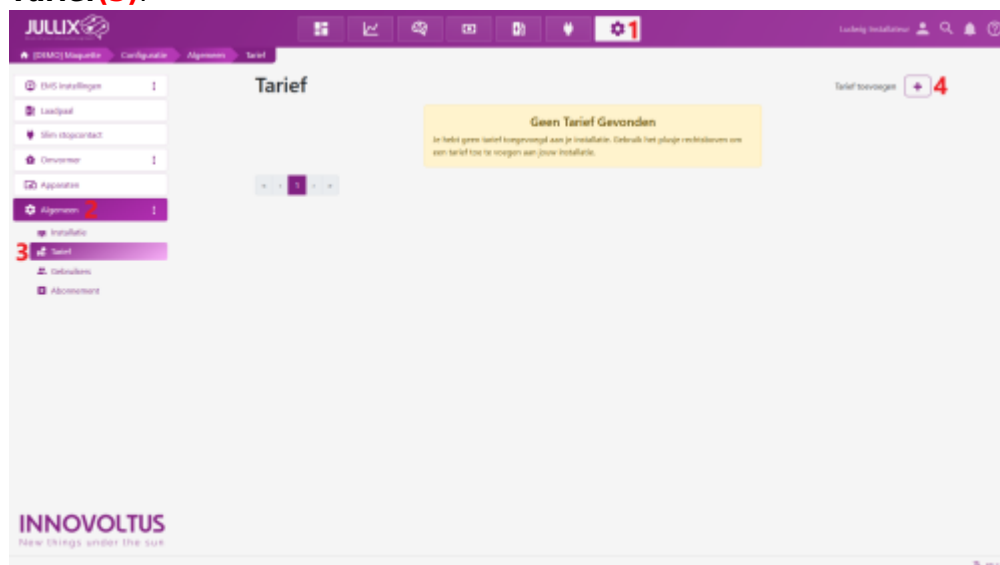 Tarief(3).
JULLIX
1
Ludwig Installateur
[DEMO] Maquette
Configuratie
Algemeen
Tarief
EMS instellingen
Laadpaal
Slim stopcontact
Omvormer
Apparaten
Algemeen 2
Installatie
3 Tarief
Gebruikers
Abonnement
Tarief
Tarief toevoegen + 4
Geen Tarief Gevonden
Je hebt geen tarief toegevoegd aan je installatie. Gebruik het plusje rechtsboven om
een tarief toe te voegen aan jouw installatie.
« ‹ 1 › »
INNOVOLTUS
New things under the sun